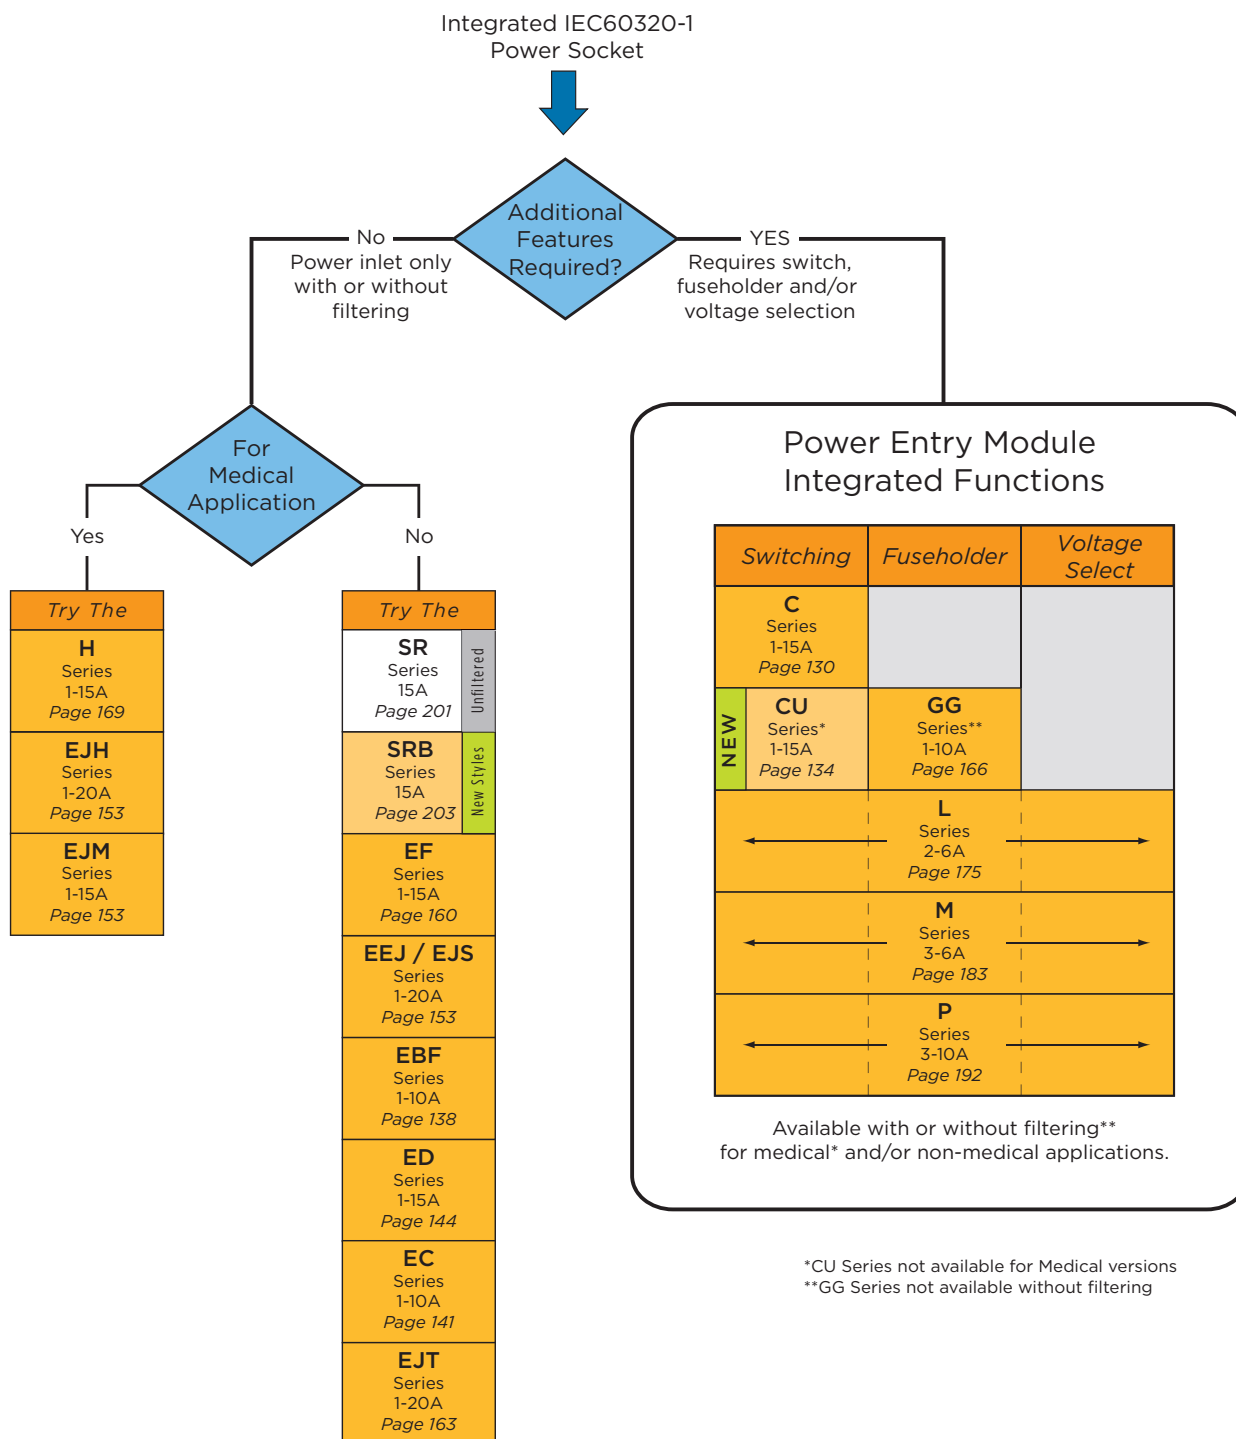 Integrated IEC60320-1
Power Socket
Additional
Features
Required?
No
Power inlet only
with or without
filtering
YES
Requires switch,
fuseholder and/or
voltage selection
For
Medical
Application
Yes
No
Try The
H
Series
1-15A
Page 169
EJH
Series
1-20A
Page 153
EJM
Series
1-15A
Page 153
Try The
SR
Series
15A
Page 201
Unfiltered
SRB
Series
15A
Page 203
New Styles
EF
Series
1-15A
Page 160
EEJ / EJS
Series
1-20A
Page 153
EBF
Series
1-10A
Page 138
ED
Series
1-15A
Page 144
EC
Series
1-10A
Page 141
EJT
Series
1-20A
Page 163
Power Entry Module
Integrated Functions
Switching
Fuseholder
Voltage
Select
C
Series
1-15A
Page 130
NEW
CU
Series*
1-15A
Page 134
GG
Series**
1-10A
Page 166
L
Series
2-6A
Page 175
M
Series
3-6A
Page 183
P
Series
3-10A
Page 192
Available with or without filtering**
for medical* and/or non-medical applications.
*CU Series not available for Medical versions
**GG Series not available without filtering